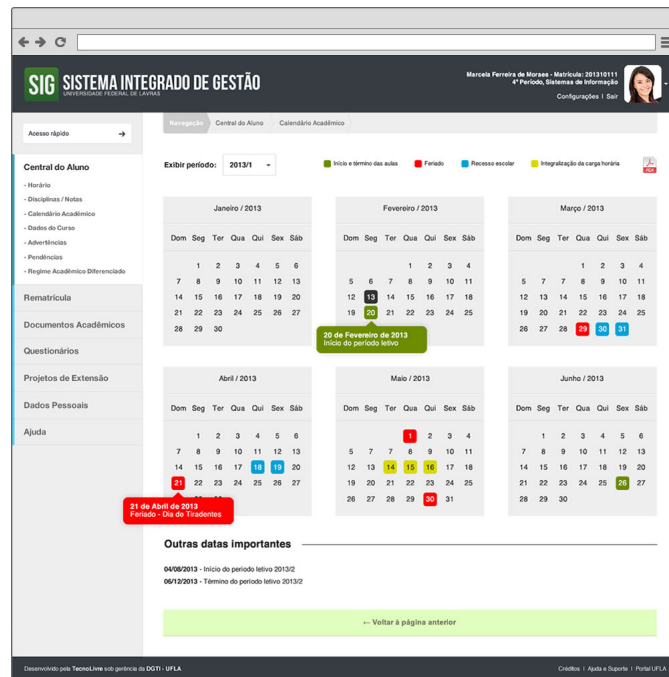 SIG SISTEMA INTEGRADO DE GESTÃO
UNIVERSIDADE FEDERAL DE LAVRAS
Marcela Ferreira de Moraes - Matrícula: 201310111
4º Período, Sistemas de Informação
Configurações | Sair
Acesso rápido →
Navegação Central do Aluno Calendário Acadêmico
Central do Aluno
- Horário
- Disciplinas / Notas
- Calendário Acadêmico
- Dados do Curso
- Advertências
- Pendências
- Regime Acadêmico Diferenciado
Rematrícula
Documentos Acadêmicos
Questionários
Projetos de Extensão
Dados Pessoais
Ajuda
Exibir período: 2013/1
Início e término das aulas Feriado Recesso escolar Integralização da carga horária
Janeiro / 2013
Dom Seg Ter Qua Qui Sex Sáb
1 2 3 4 5 6
7 8 9 10 11 12 13
14 15 16 17 18 19 20
21 22 23 24 25 26 27
28 29 30
Fevereiro / 2013
Dom Seg Ter Qua Qui Sex Sáb
1 2 3 4
5 6 7 8 9 10 11
12 13 14 15 16 17 18
19 20 21 22 23 24 25
20 de Fevereiro de 2013
Início do período letivo
Março / 2013
Dom Seg Ter Qua Qui Sex Sáb
1 2 3 4
5 7 7 8 9 10 11
12 13 14 15 16 17 18
19 20 21 22 23 24 25
26 27 28 29 30 31
Abril / 2013
Dom Seg Ter Qua Qui Sex Sáb
1 2 3 4 5 6
7 8 9 10 11 12 13
14 15 16 17 18 19 20
21 22 23 24 25 26 27
21 de Abril de 2013
Feriado - Dia de Tiradentes
Maio / 2013
Dom Seg Ter Qua Qui Sex Sáb
1 2 3 4
5 7 7 8 9 10 11
12 13 14 15 16 17 18
19 20 21 22 23 24 25
26 27 28 29 30 31
Junho / 2013
Dom Seg Ter Qua Qui Sex Sáb
1 2 3 4 5 6
7 8 9 10 11 12 13
14 15 16 17 18 19 20
21 22 23 24 25 26 27
28 29 30
Outras datas importantes
04/08/2013 - Início do periodo letivo 2013/2
06/12/2013 - Término do periodo letivo 2013/2
← Voltar à página anterior
Desenvolvido pela TecnoLivre sob gerência da DGTI - UFLA
Créditos | Ajuda e Suporte | Portal UFLA